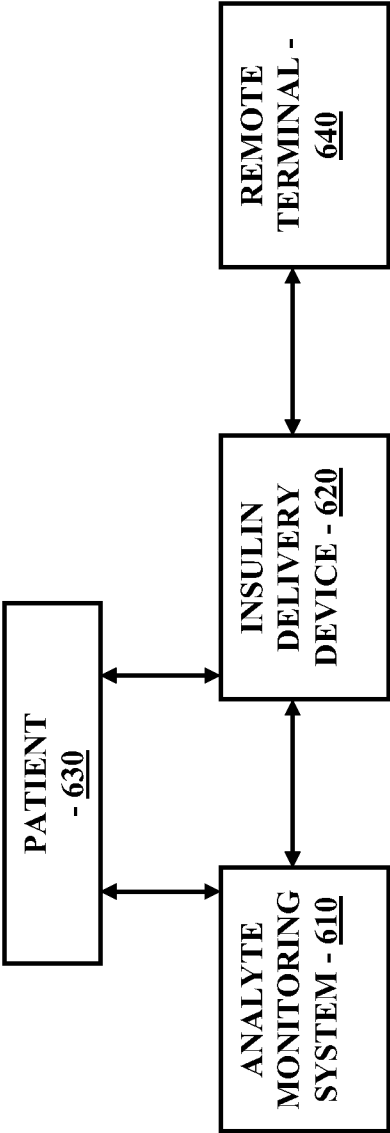 PATIENT
- 630
ANALYTE
MONITORING
SYSTEM - 610
INSULIN
DELIVERY
DEVICE - 620
REMOTE
TERMINAL -
640